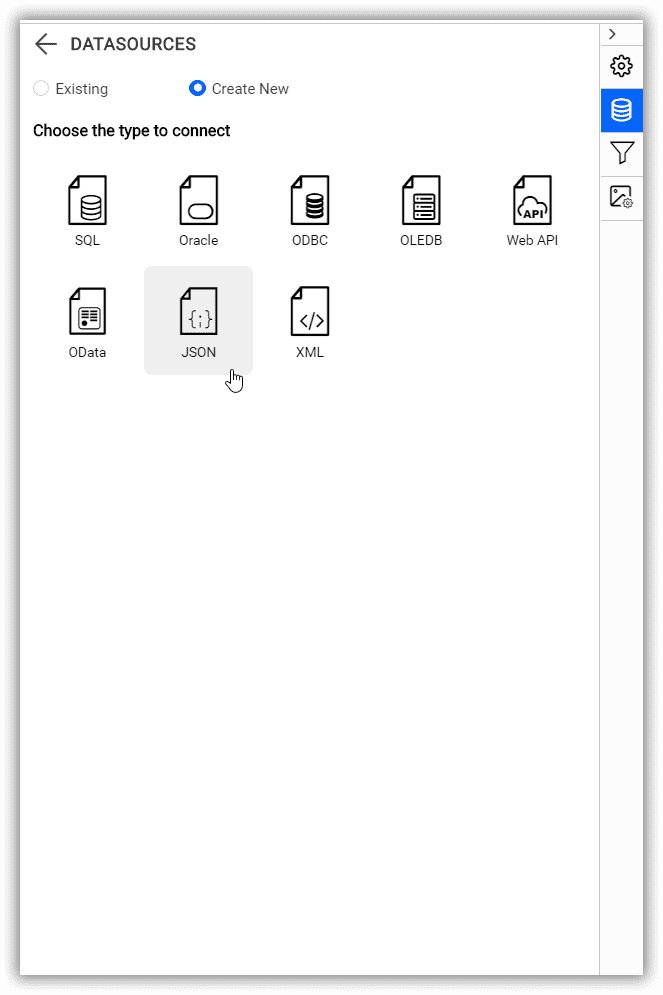 DATASOURCES
Existing Create New
Choose the type to connect
SQL Oracle ODBC OLEDB API Web API
OData {;} JSON </> XML